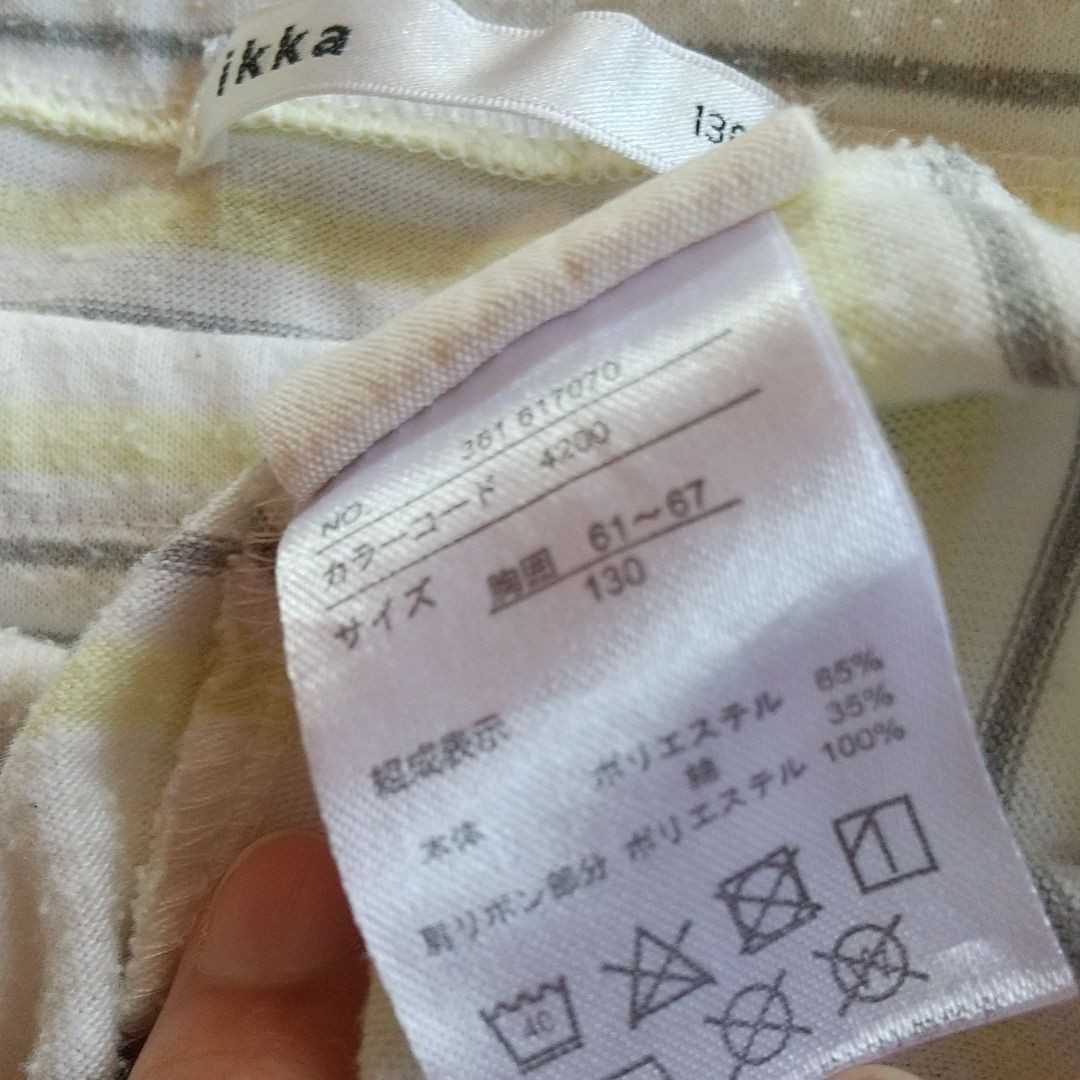 ikka
130
NO. 361 617070
カラーコード 4200
サイズ 胸囲 61～67
130
組成表示
本体 ポリエステル 65%
綿 35%
肩リボン部分 ポリエステル 100%
40